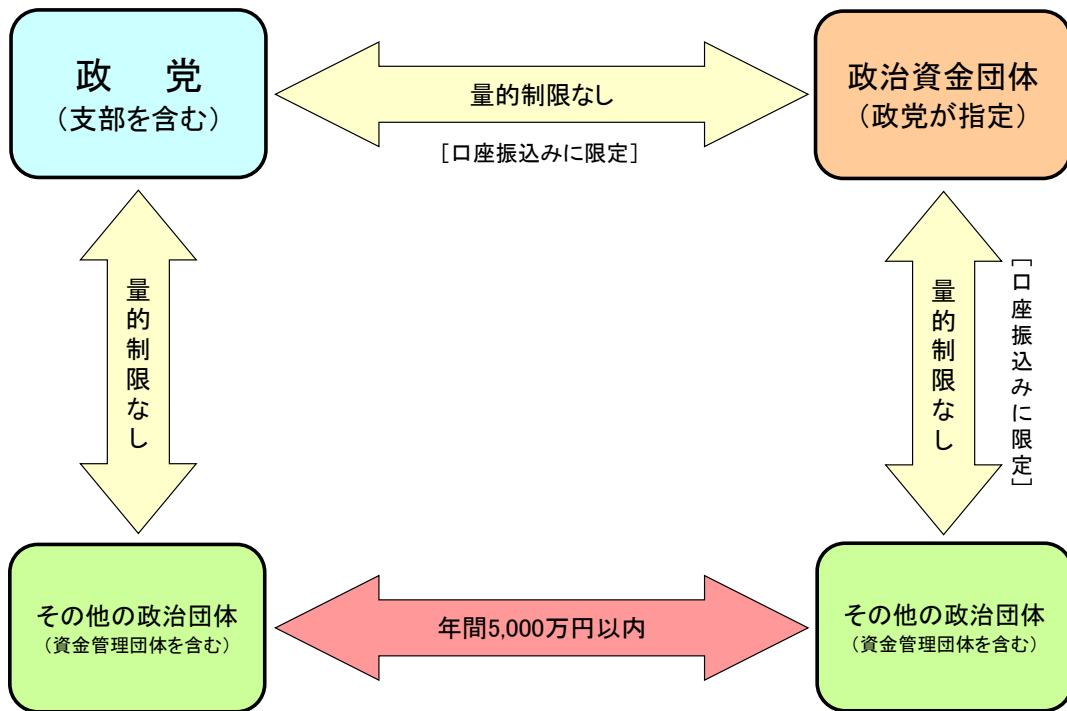 政　党
（支部を含む）
量的制限なし
［口座振込みに限定］
政治資金団体
（政党が指定）
量的制限なし
量的制限なし
［口座振込みに限定］
その他の政治団体
（資金管理団体を含む）
年間5,000万円以内
その他の政治団体
（資金管理団体を含む）